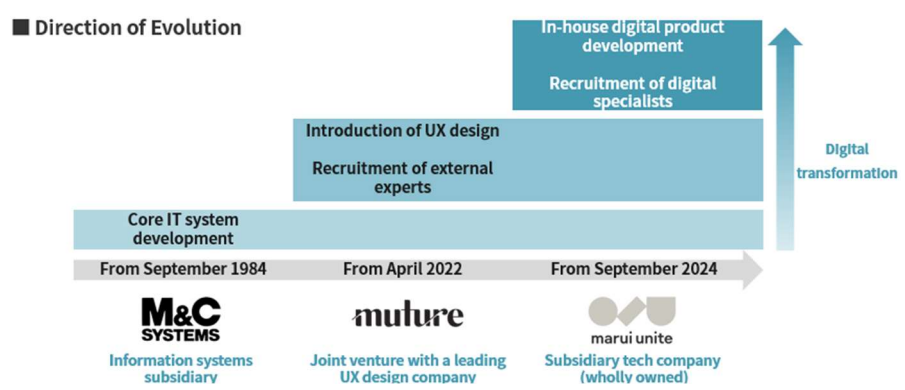 ■ Direction of Evolution
In-house digital product
development
Recruitment of digital
specialists
Introduction of UX design
Recruitment of external
experts
Digital
transformation
Core IT system
development
From September 1984
From April 2022
From September 2024
M&C
SYSTEMS
muture
marui unite
Information systems
subsidiary
Joint venture with a leading
UX design company
Subsidiary tech company
(wholly owned)